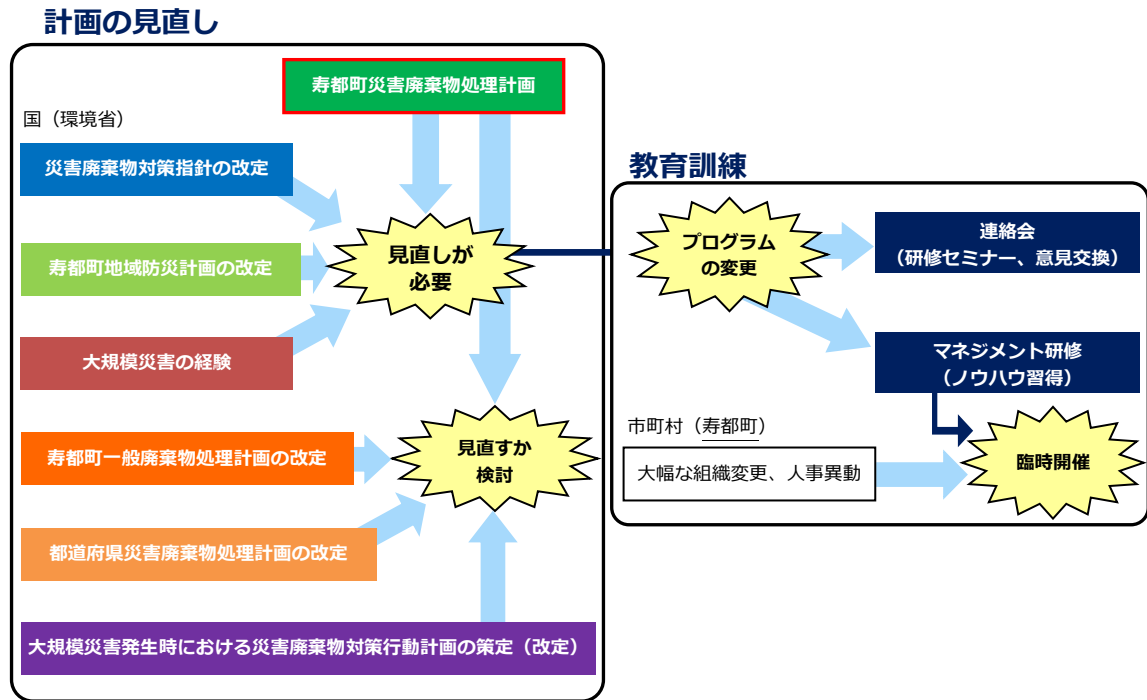 計画の見直し
寿都町災害廃棄物処理計画
国（環境省）
災害廃棄物対策指針の改定
寿都町地域防災計画の改定
大規模災害の経験
見直しが
必要
寿都町一般廃棄物処理計画の改定
都道府県災害廃棄物処理計画の改定
見直すか
検討
大規模災害発生時における災害廃棄物対策行動計画の策定（改定）
教育訓練
プログラム
の変更
連絡会
（研修セミナー、意見交換）
マネジメント研修
（ノウハウ習得）
市町村（寿都町）
大幅な組織変更、人事異動
臨時開催